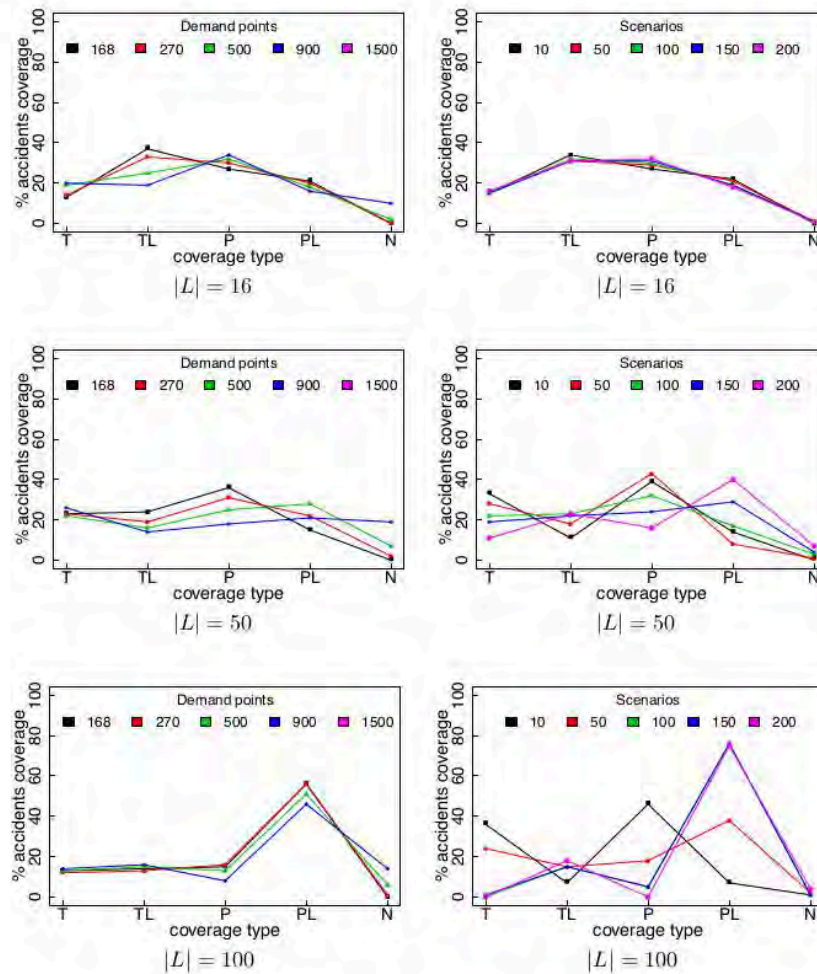 Demand points
168 270 500 900 1500
% accidents coverage
0 20 40 60 80 100
T TL P PL N
coverage type
|L| = 16
Scenarios
10 50 100 150 200
% accidents coverage
0 20 40 60 80 100
T TL P PL N
coverage type
|L| = 16
Demand points
168 270 500 900 1500
% accidents coverage
0 20 40 60 80 100
T TL P PL N
coverage type
|L| = 50
Scenarios
10 50 100 150 200
% accidents coverage
0 20 40 60 80 100
T TL P PL N
coverage type
|L| = 50
Demand points
168 270 500 900 1500
% accidents coverage
0 20 40 60 80 100
T TL P PL N
coverage type
|L| = 100
Scenarios
10 50 100 150 200
% accidents coverage
0 20 40 60 80 100
T TL P PL N
coverage type
|L| = 100